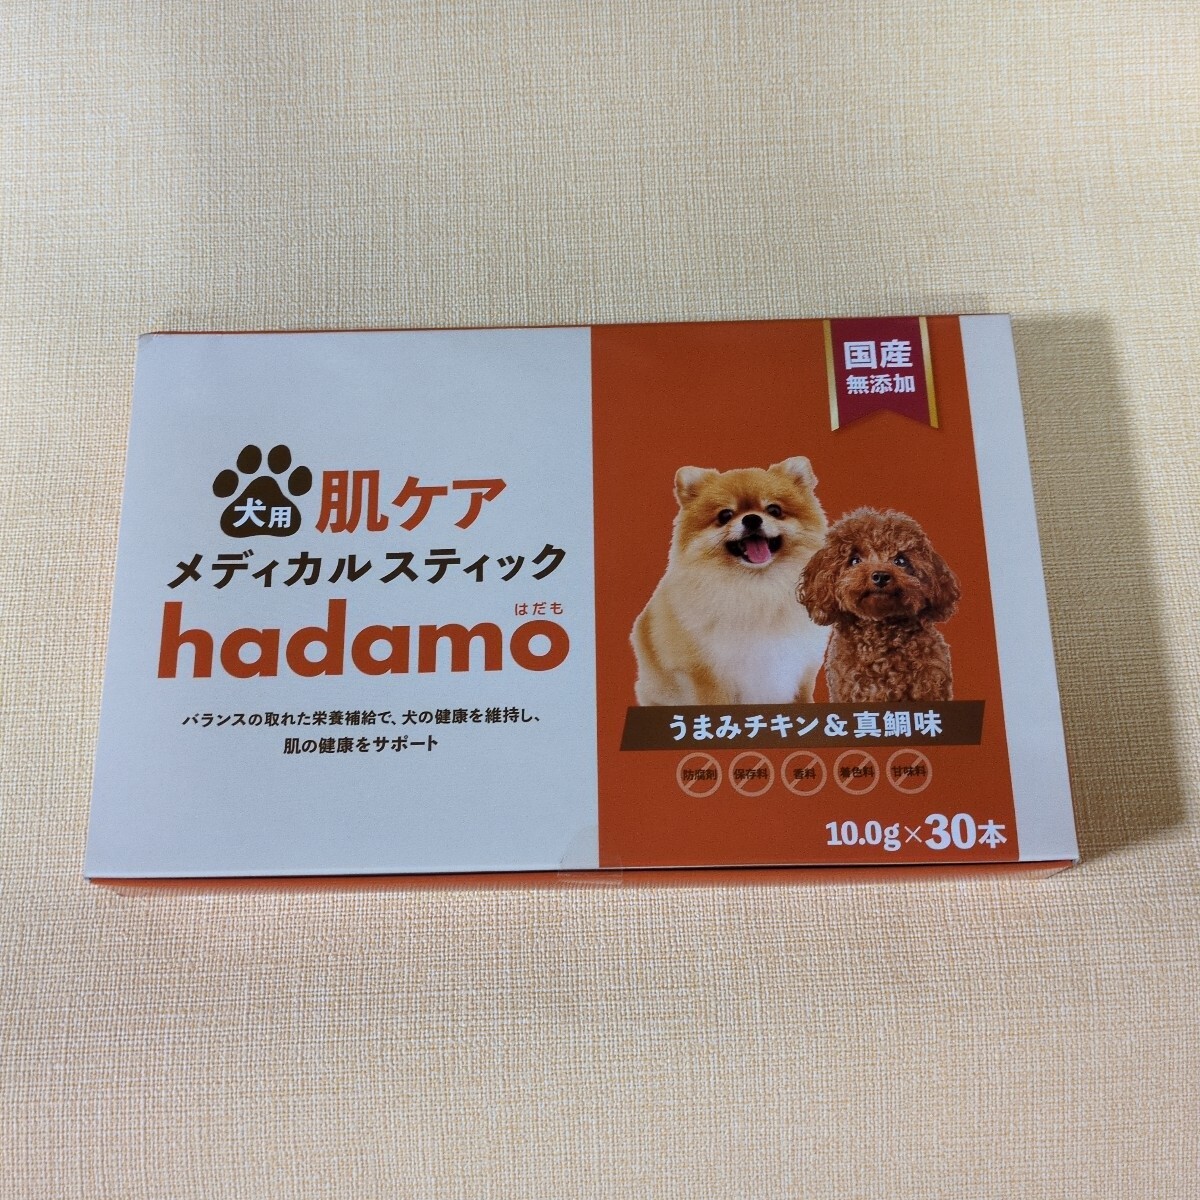 国産
無添加
犬用
肌ケア
メディカルスティック
はだも
hadamo
バランスの取れた栄養補給で、犬の健康を維持し、
肌の健康をサポート
うまみチキン&真鯛味
防腐剤 保存料 香料 着色料 甘味料
10.0g×30本